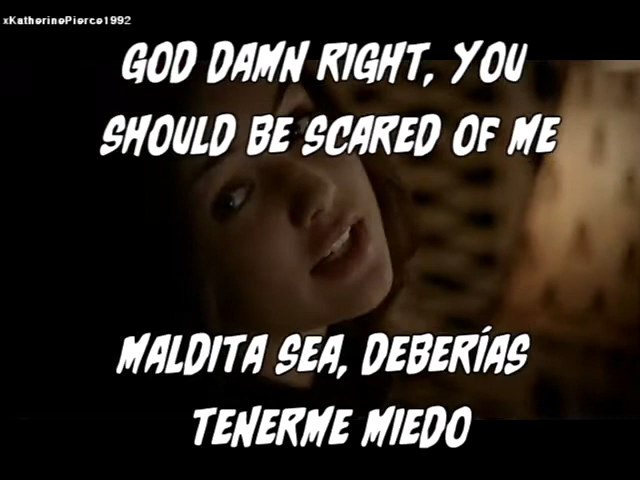 xKatherinePierce1992
GOD DAMN RIGHT, YOU
SHOULD BE SCARED OF ME
MALDITA SEA, DEBERÍAS
TENERME MIEDO